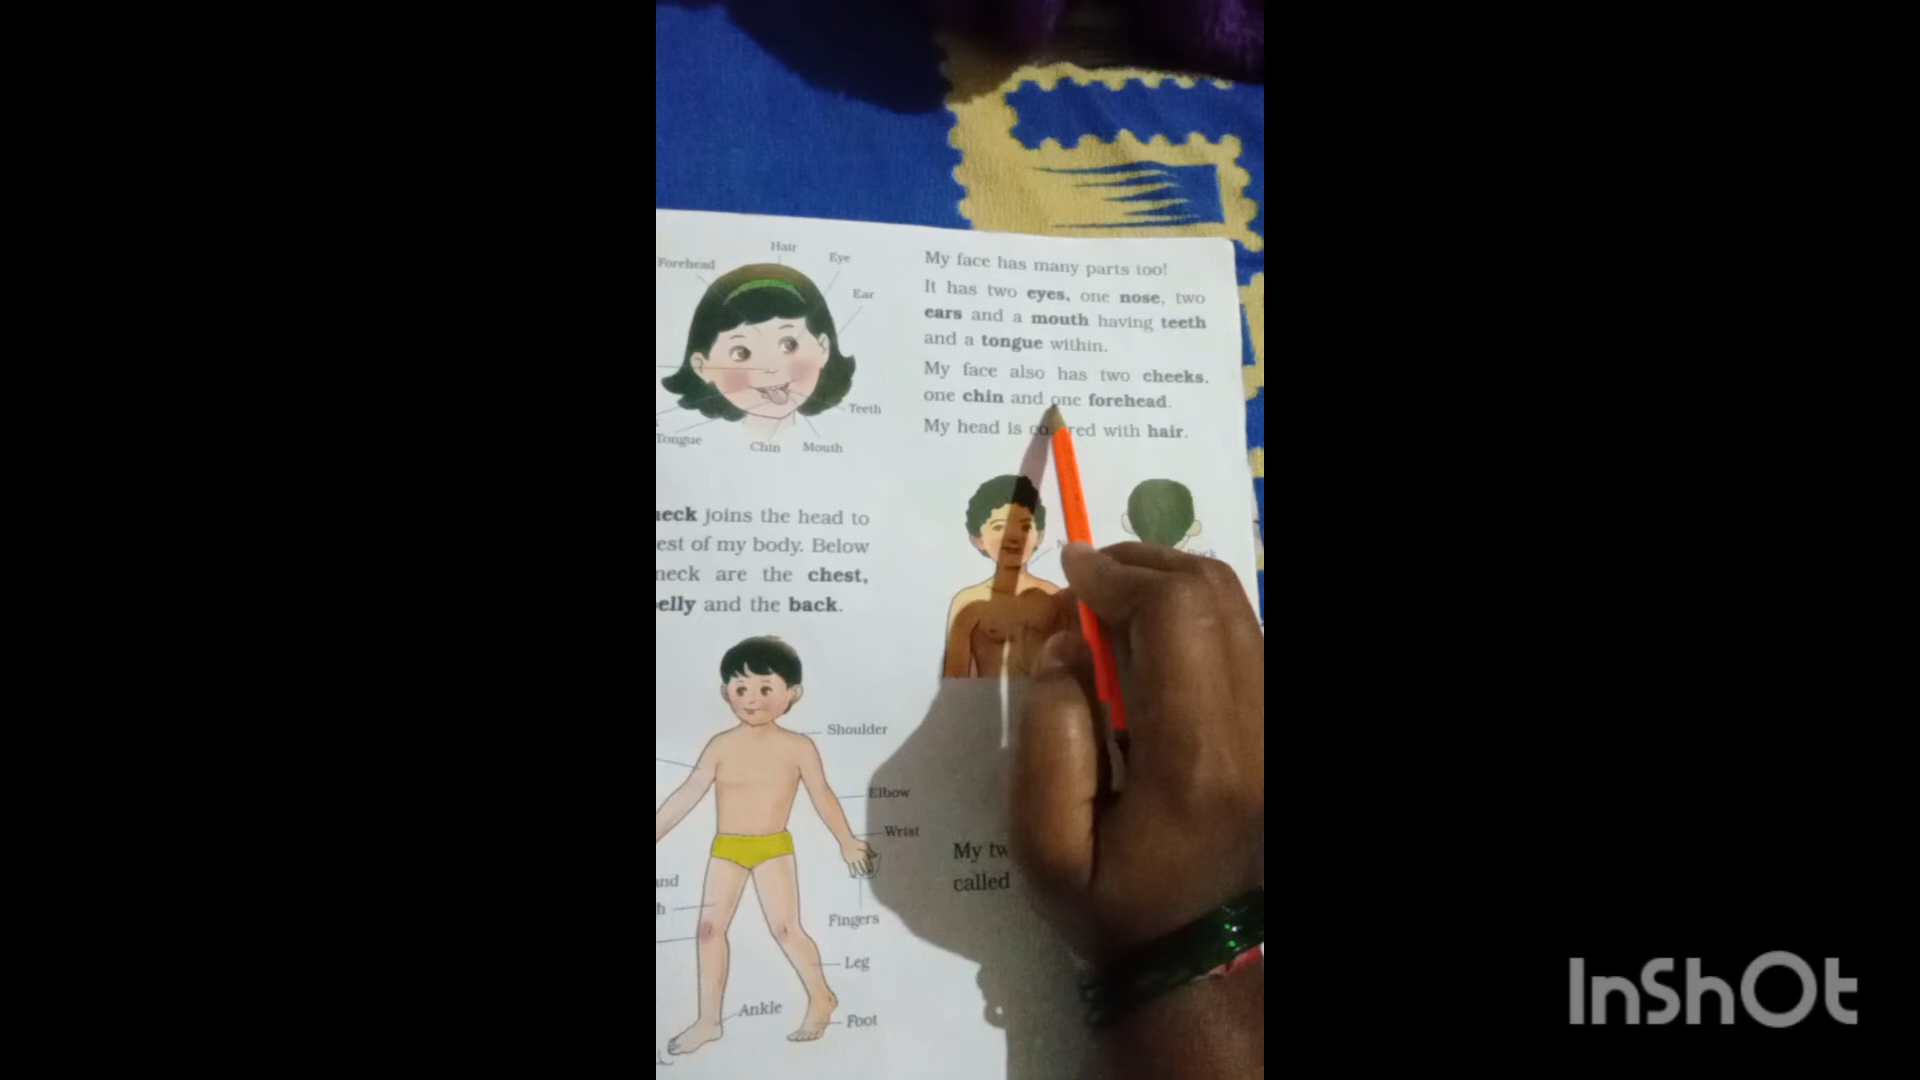 Hair
Forehead
Eye
Ear
Teeth
Tongue
Chin
Mouth
My face has many parts too!
It has two eyes, one nose, two
ears and a mouth having teeth
and a tongue within.
My face also has two cheeks,
one chin and one forehead.
My head is with hair.
joins the head to
of my body. Below
are the chest,
and the back.
Shoulder
Elbow
Wrist
Fingers
Leg
Ankle
Foot
My
called
InShOt